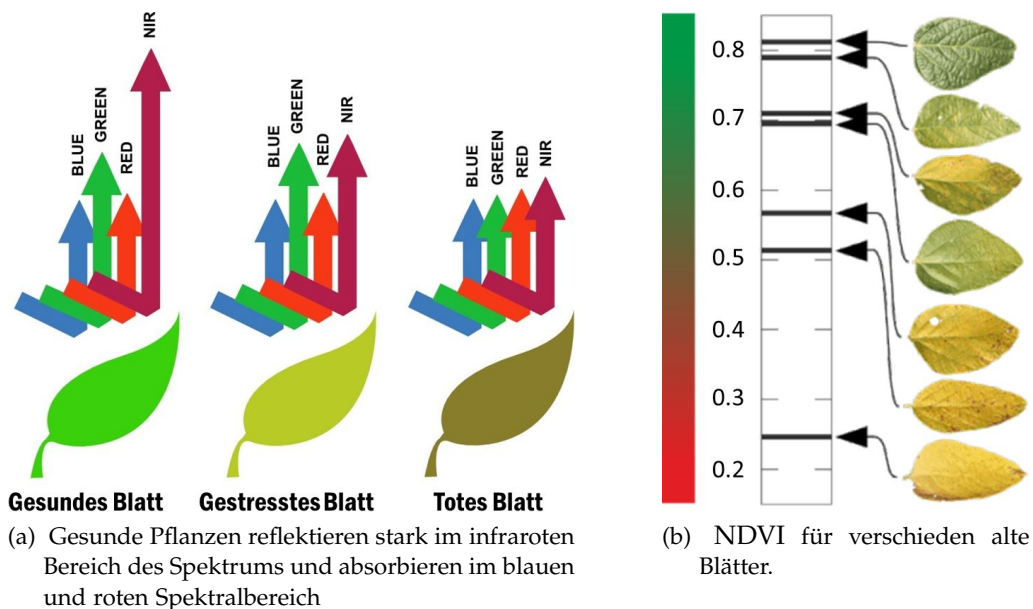 BLUE
GREEN
RED
NIR
BLUE
GREEN
RED
NIR
BLUE
GREEN
RED
NIR
Gesundes Blatt
Gestresstes Blatt
Totes Blatt
(a) Gesunde Pflanzen reflektieren stark im infraroten
Bereich des Spektrums und absorbieren im blauen
und roten Spektralbereich
0.8
0.7
0.6
0.5
0.4
0.3
0.2
(b) NDVI für verschieden alte
Blätter.